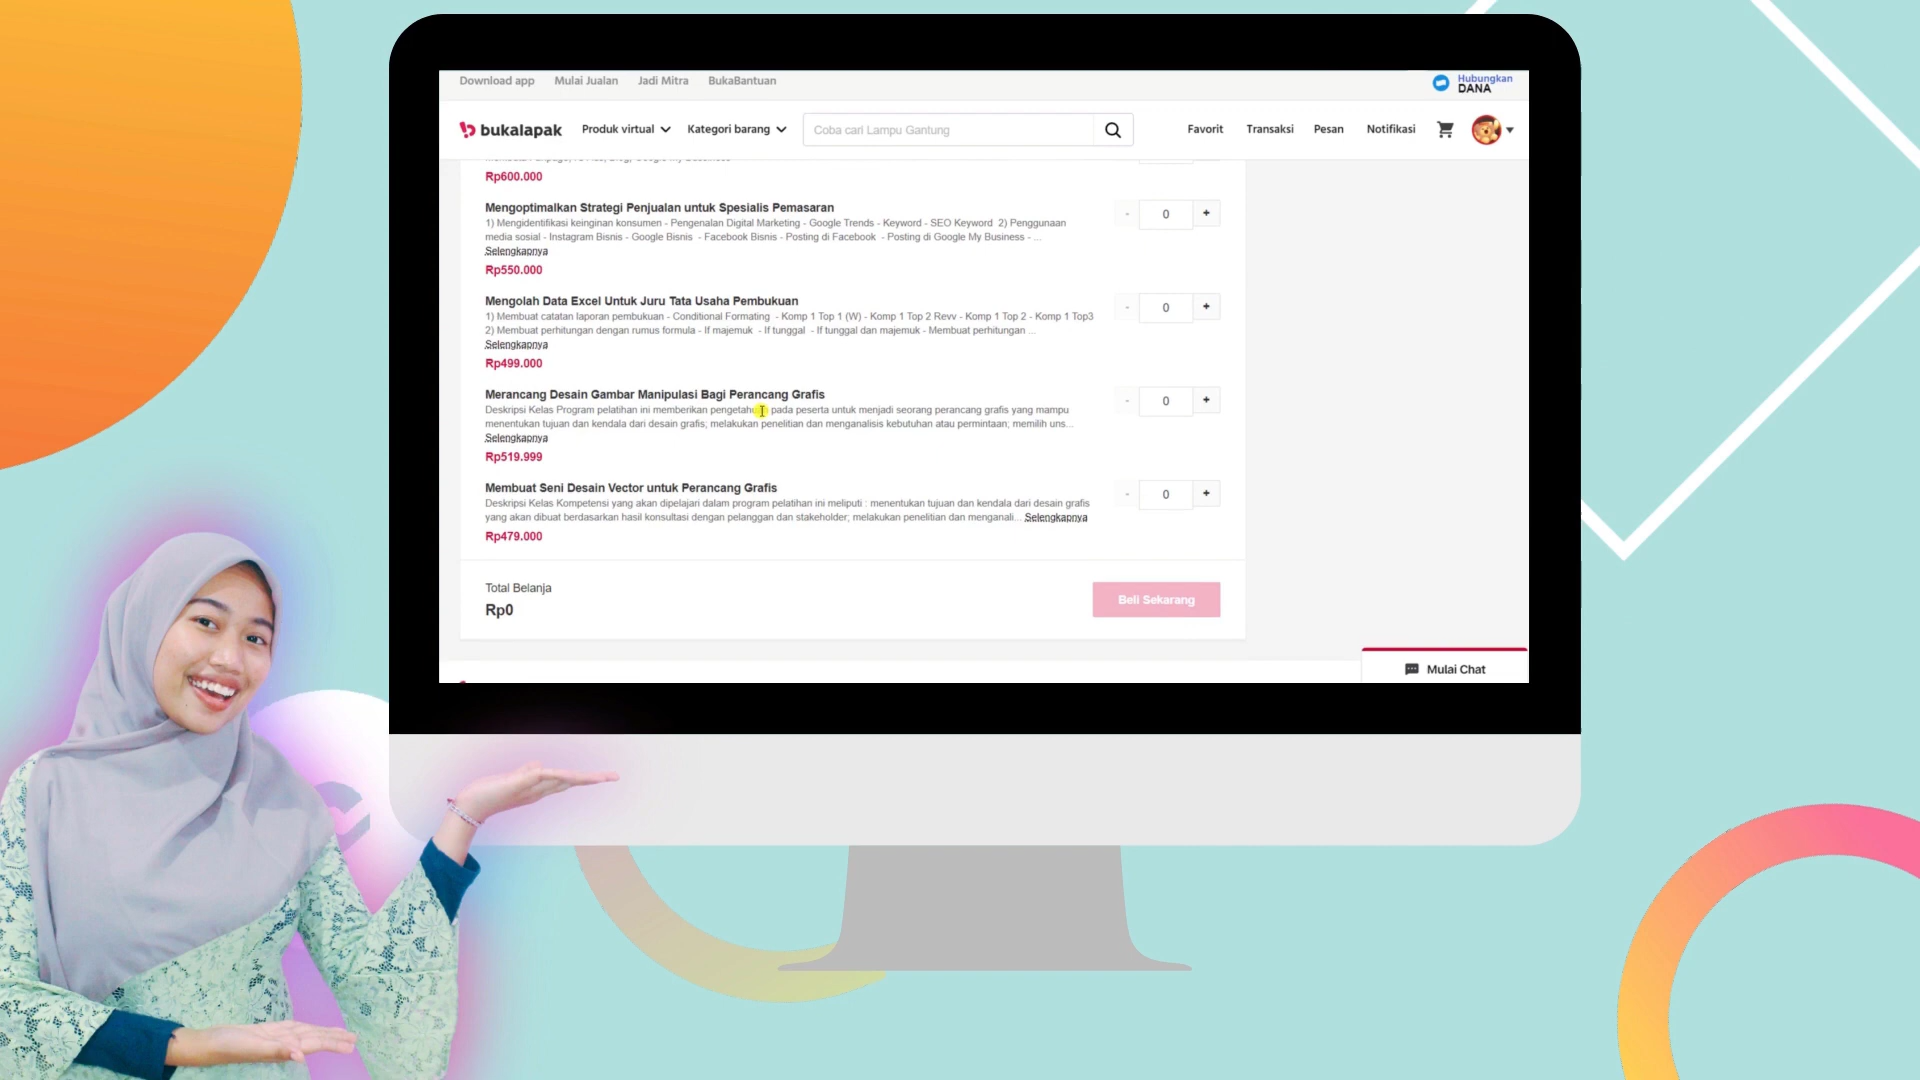 Download app Mulai Jualan Jadi Mitra BukaBantuan
Hubungkan
DANA
bukalapak Produk virtual Kategori barang Coba cari Lampu Gantung Favorit Transaksi Pesan Notifikasi
Rp600.000
Mengoptimalkan Strategi Penjualan untuk Spesialis Pemasaran
1) Mengidentifikasi keinginan konsumen - Pengenalan Digital Marketing - Google Trends - Keyword - SEO Keyword 2) Penggunaan
media sosial - Instagram Bisnis - Google Bisnis - Facebook Bisnis - Posting di Facebook - Posting di Google My Business - ...
Selengkapnya
Rp550.000
- 0 +
Mengolah Data Excel Untuk Juru Tata Usaha Pembukuan
1) Membuat catatan laporan pembukuan - Conditional Formating - Komp 1 Top 1 (W) - Komp 1 Top 2 Revv - Komp 1 Top 2 - Komp 1 Top3
2) Membuat perhitungan dengan rumus formula - If majemuk - If tunggal - If tunggal dan majemuk - Membuat perhitungan ...
Selengkapnya
Rp499.000
- 0 +
Merancang Desain Gambar Manipulasi Bagi Perancang Grafis
Deskripsi Kelas Program pelatihan ini memberikan pengetahuan pada peserta untuk menjadi seorang perancang grafis yang mampu
menentukan tujuan dan kendala dari desain grafis; melakukan penelitian dan menganalisis kebutuhan atau permintaan; memilih uns...
Selengkapnya
Rp519.999
- 0 +
Membuat Seni Desain Vector untuk Perancang Grafis
Deskripsi Kelas Kompetensi yang akan dipelajari dalam program pelatihan ini meliputi : menentukan tujuan dan kendala dari desain grafis
yang akan dibuat berdasarkan hasil konsultasi dengan pelanggan dan stakeholder; melakukan penelitian dan menganali... Selengkapnya
Rp479.000
- 0 +
Total Belanja
Rp0
Beli Sekarang
Mulai Chat